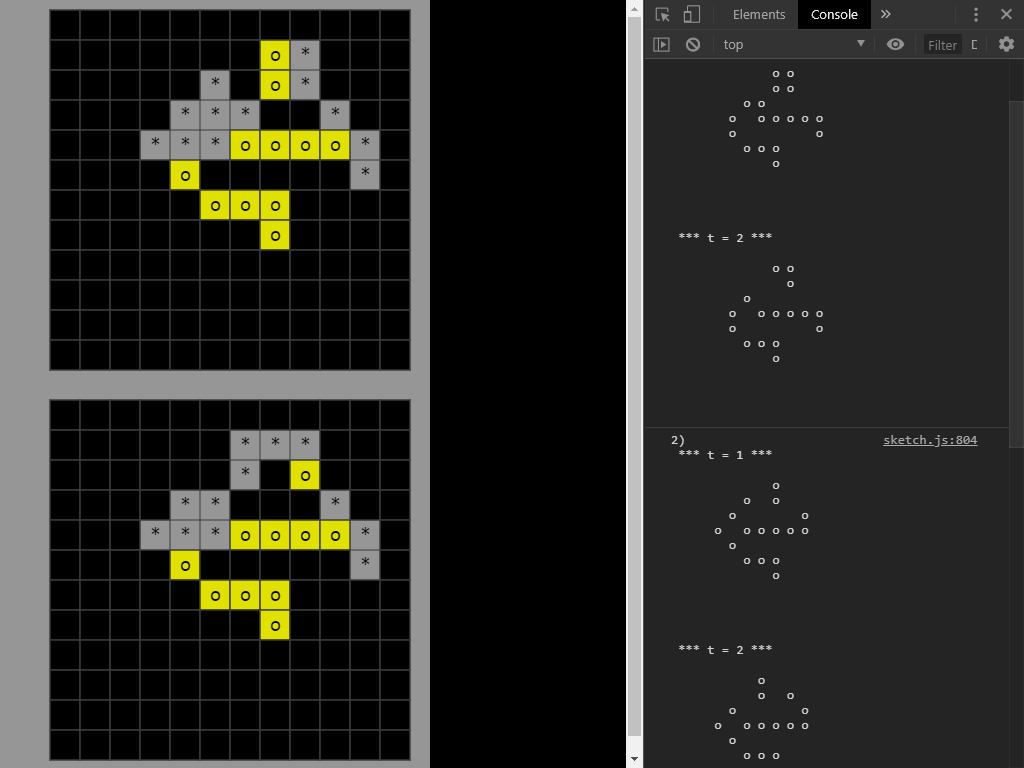 o *
* o *
* * * *
* * * o o o o *
o *
o o o
o
* * *
* o
* * *
* * * o o o o *
o *
o o o
o
Elements Console »
top Filter
o o
o o
o o
o   o o o o o
o           o
o o o
o
*** t = 2 ***
o o
o
o
o   o o o o o
o           o
o o o
o
2) sketch.js:804
*** t = 1 ***
o
o   o
o         o
o   o o o o o
o
o o o
o
*** t = 2 ***
o
o   o
o         o
o   o o o o o
o
o o o